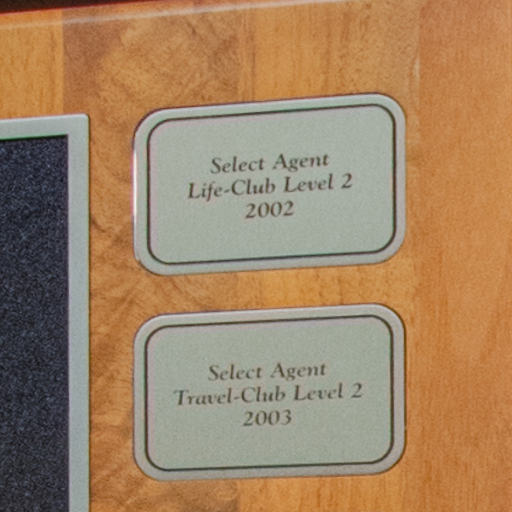 Select Agent
Life-Club Level 2
2002
Select Agent
Travel-Club Level 2
2003